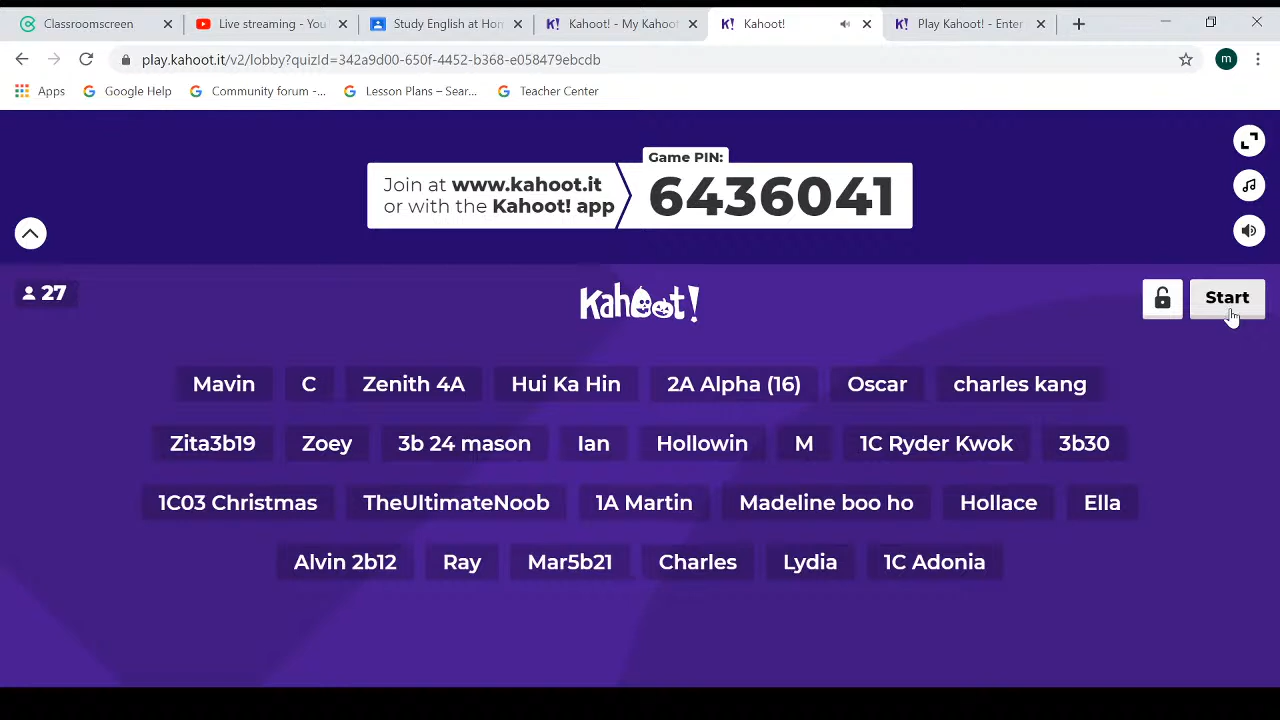 Classroomscreen
Live streaming - You
Study English at Hon
Kahoot! - My Kahoot
Kahoot!
Play Kahoot! - Enter
play.kahoot.it/v2/lobby?quizId=342a9d00-650f-4452-b368-e058479ebcdb
m
Apps
Google Help
Community forum -...
Lesson Plans – Sear...
Teacher Center
Game PIN:
Join at www.kahoot.it
or with the Kahoot! app
6436041
27
Kahoot!
Start
Mavin C Zenith 4A Hui Ka Hin 2A Alpha (16) Oscar charles kang
Zita3b19 Zoey 3b 24 mason Ian Hollowin M 1C Ryder Kwok 3b30
1C03 Christmas TheUltimateNoob 1A Martin Madeline boo ho Hollace Ella
Alvin 2b12 Ray Mar5b21 Charles Lydia 1C Adonia